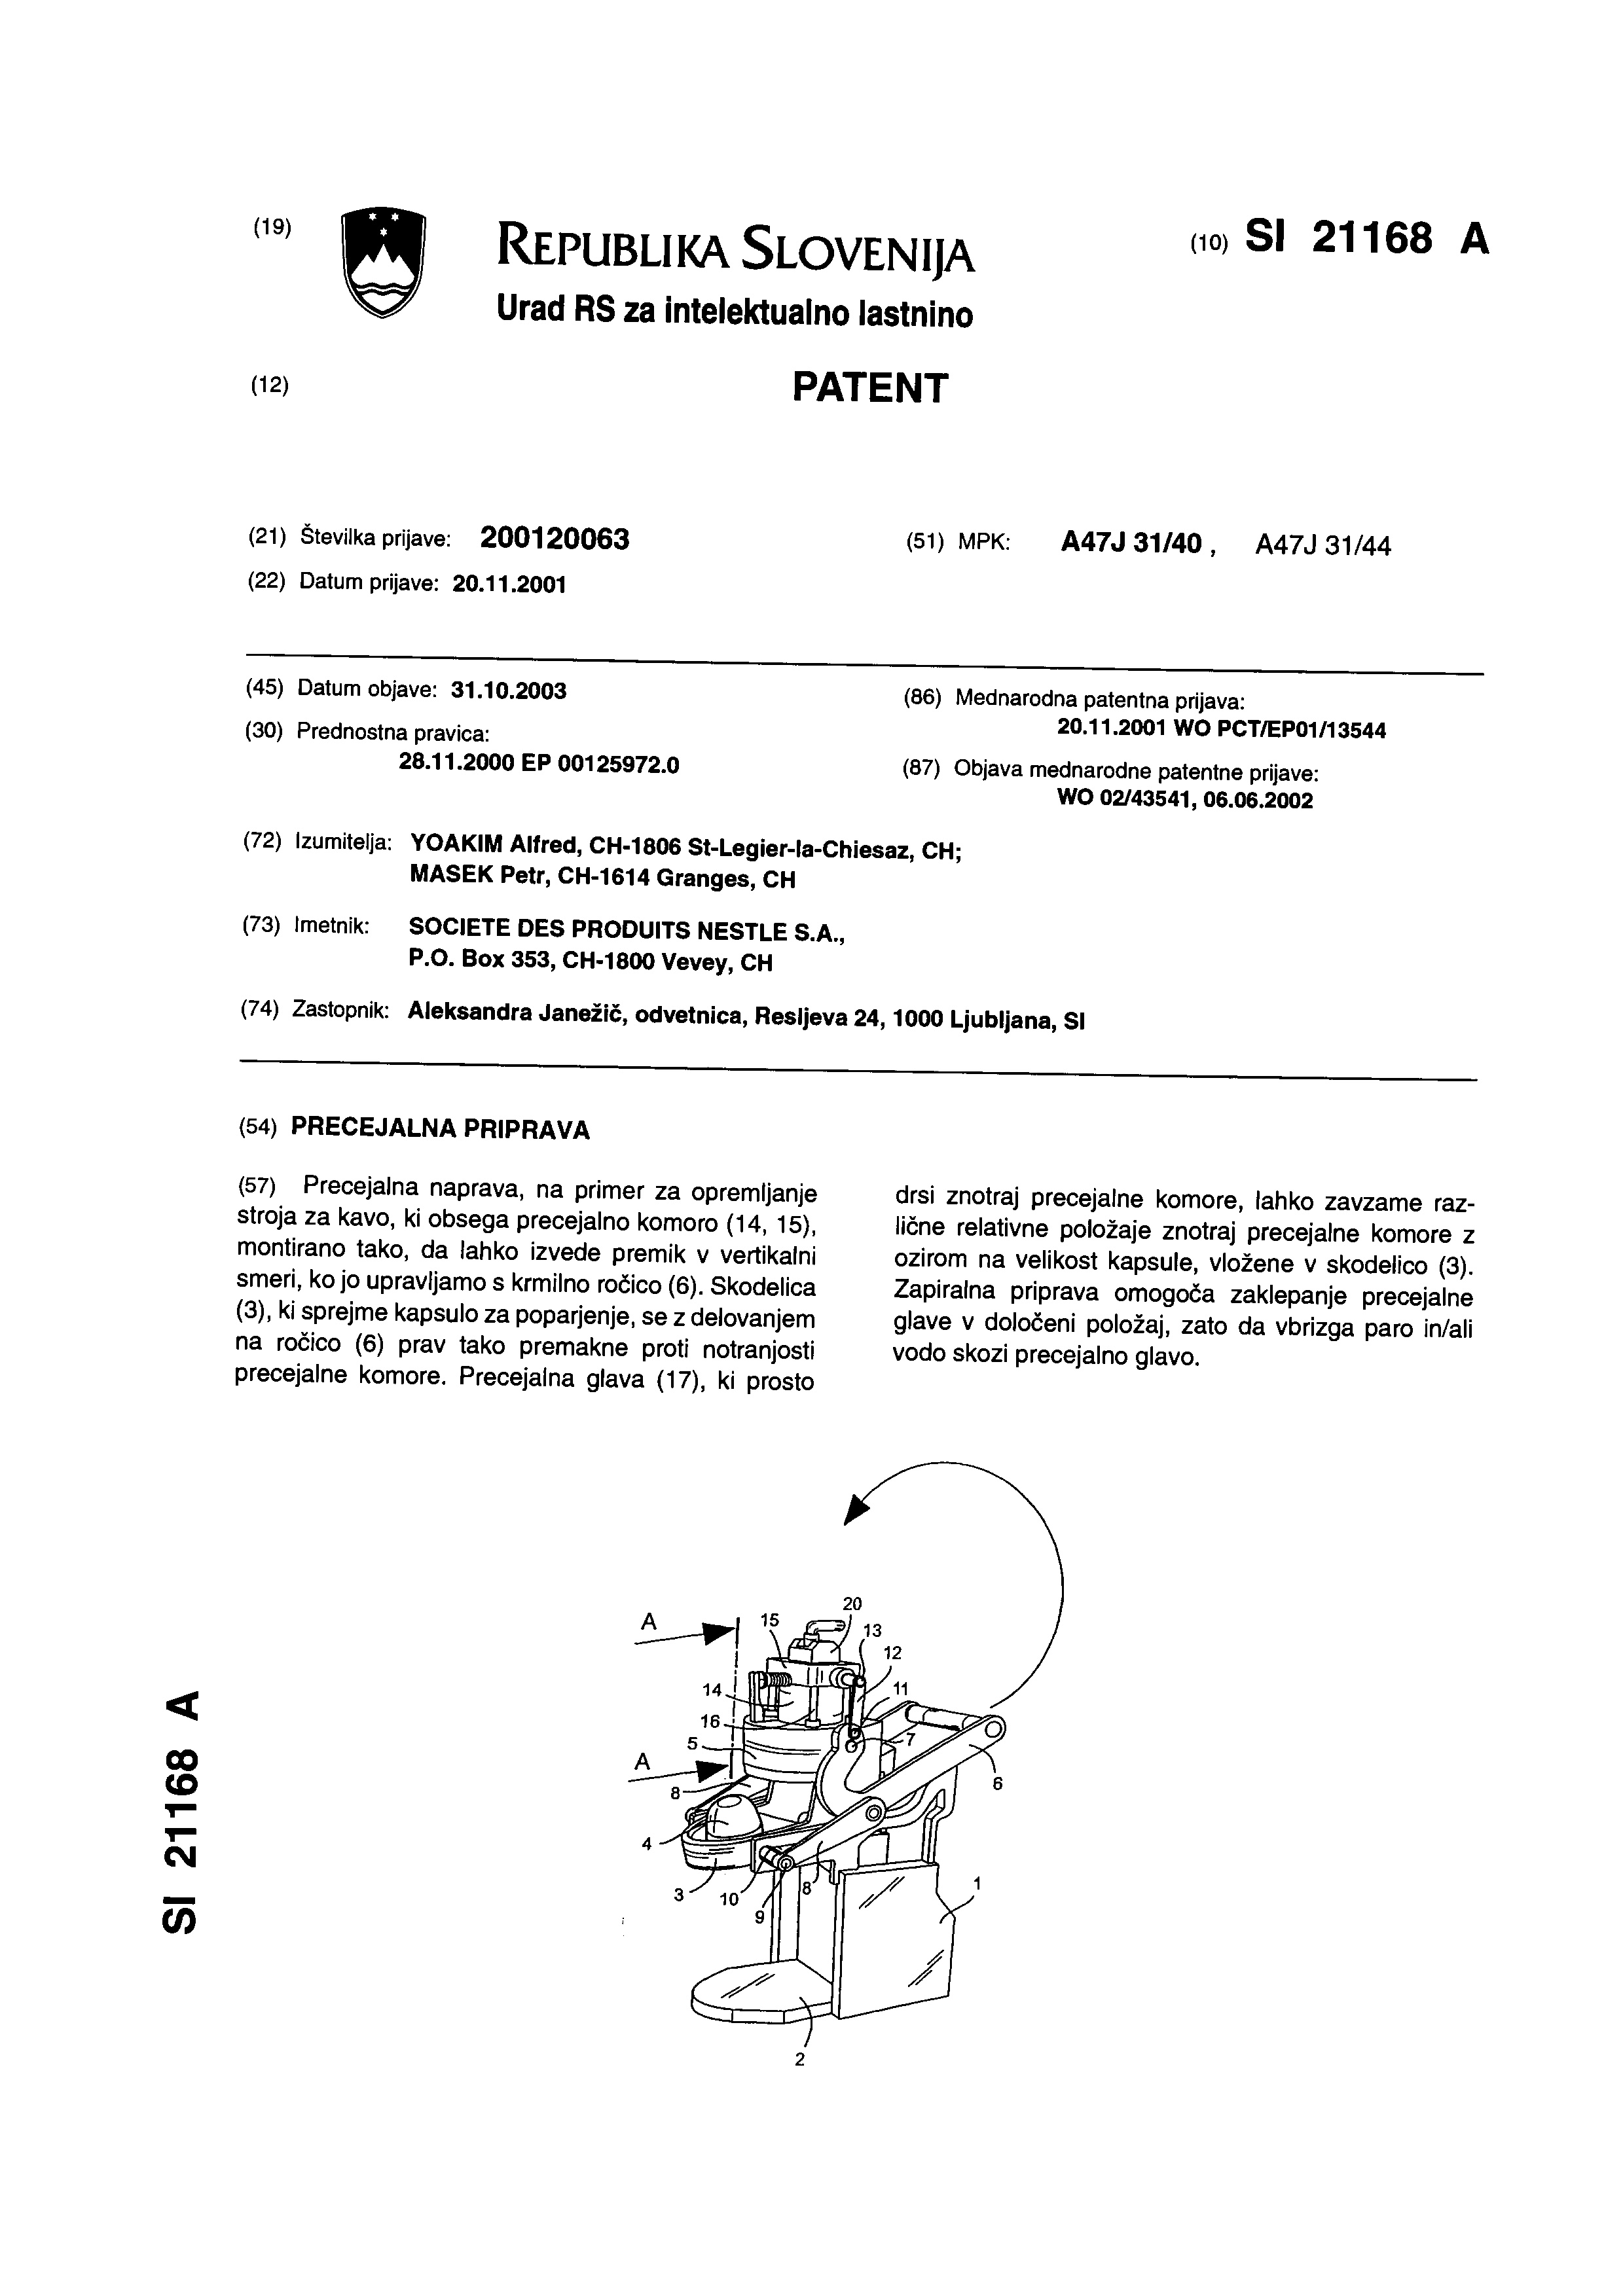 (19)
REPUBLIKA SLOVENIJA
(10) SI 21168 A
Urad RS za intelektualno lastnino
(12)
PATENT
(21) Številka prijave: 200120063
(51) MPK: A47J 31/40 , A47J 31/44
(22) Datum prijave: 20.11.2001
(45) Datum objave: 31.10.2003
(86) Mednarodna patentna prijava:
20.11.2001 WO PCT/EP01/13544
(30) Prednostna pravica:
28.11.2000 EP 00125972.0
(87) Objava mednarodne patentne prijave:
WO 02/43541, 06.06.2002
(72) Izumitelja: YOAKIM Alfred, CH-1806 St-Legier-la-Chiesaz, CH;
MASEK Petr, CH-1614 Granges, CH
(73) Imetnik: SOCIETE DES PRODUITS NESTLE S.A.,
P.O. Box 353, CH-1800 Vevey, CH
(74) Zastopnik: Aleksandra Janežič, odvetnica, Resljeva 24, 1000 Ljubljana, SI
(54) PRECEJALNA PRIPRAVA
(57) Precejalna naprava, na primer za opremljanje
stroja za kavo, ki obsega precejalno komoro (14, 15),
montirano tako, da lahko izvede premik v vertikalni
smeri, ko jo upravljamo s krmilno ročico (6). Skodelica
(3), ki sprejme kapsulo za poparjenje, se z delovanjem
na ročico (6) prav tako premakne proti notranjosti
precejalne komore. Precejalna glava (17), ki prosto
drsi znotraj precejalne komore, lahko zavzame raz-
lične relativne položaje znotraj precejalne komore z
ozirom na velikost kapsule, vložene v skodelico (3).
Zapiralna priprava omogoča zaklepanje precejalne
glave v določeni položaj, zato da vbrizga paro in/ali
vodo skozi precejalno glavo.
20
A
15
13
12
14
11
16
5
7
A
6
8
4
3
10
8
1
9
2
SI 21168 A